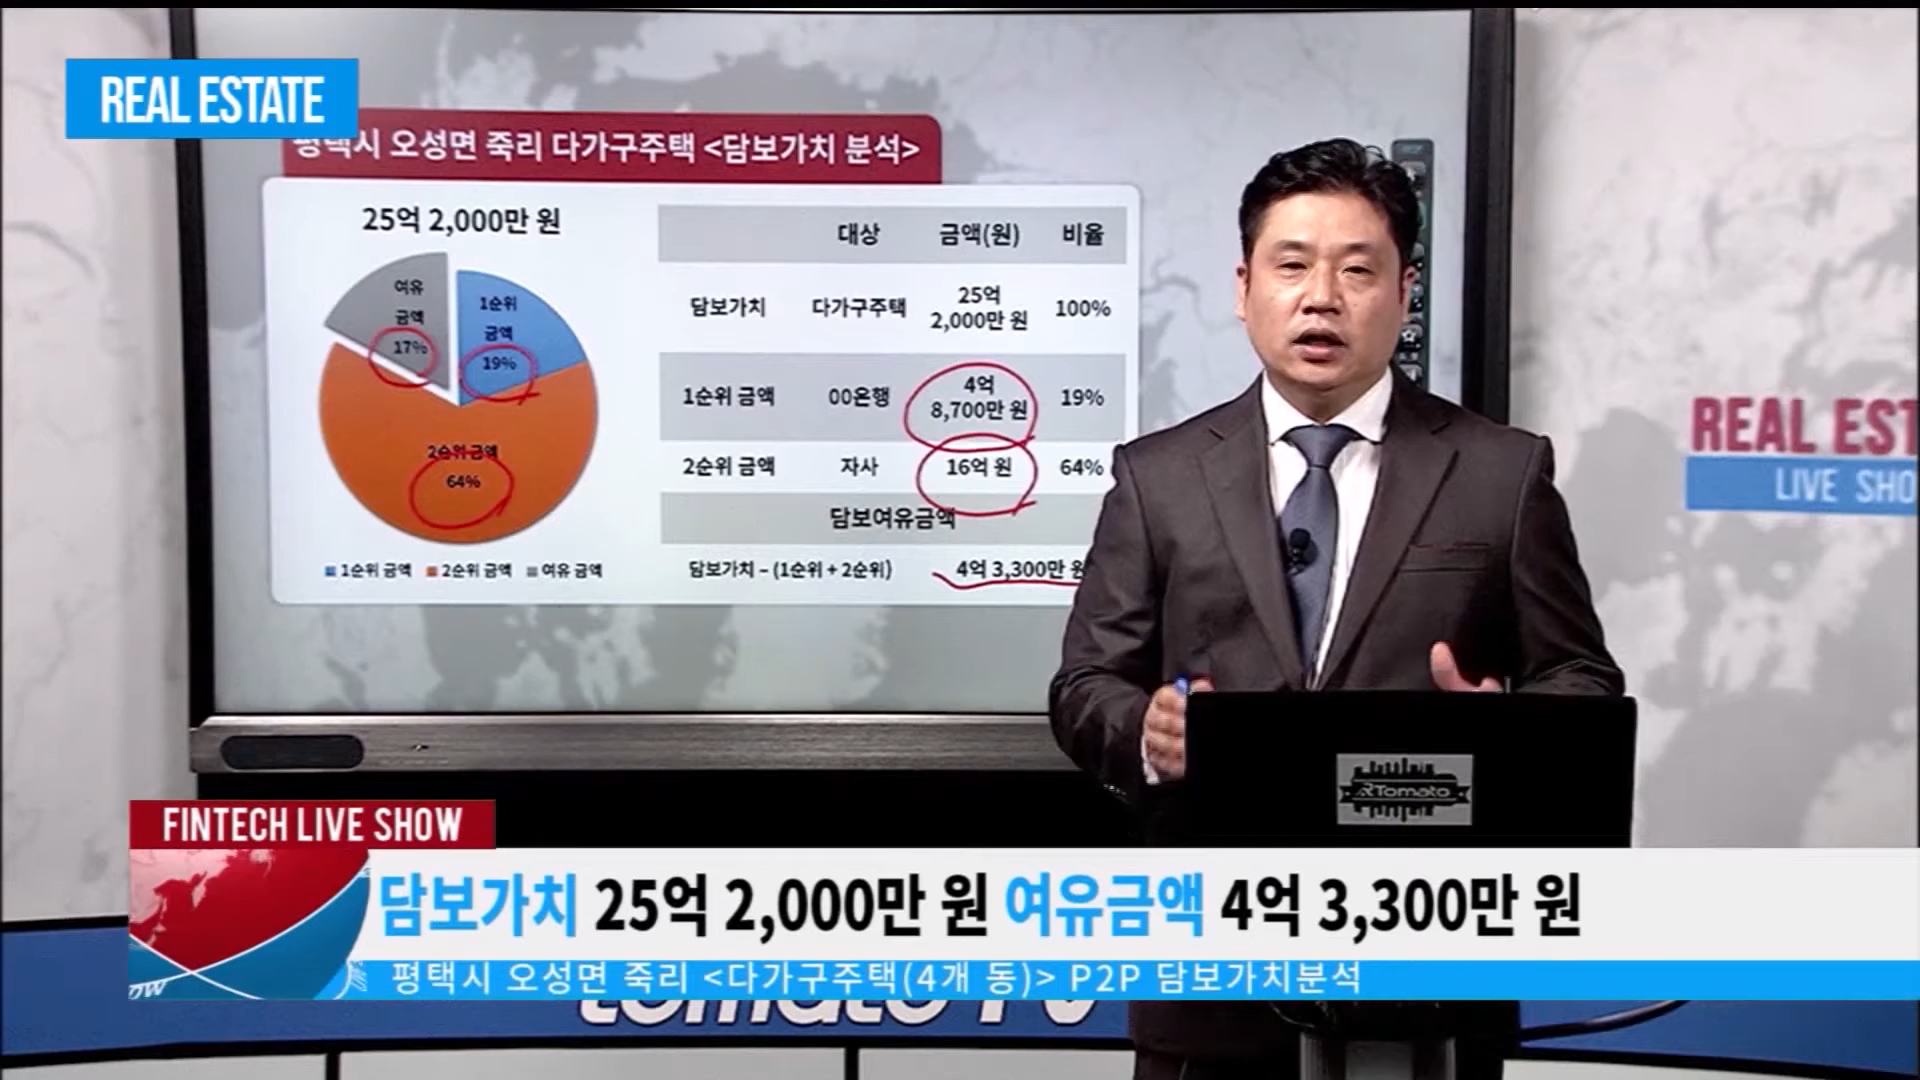 REAL ESTATE
평택시 오성면 죽리 다가구주택 <담보가치 분석>
25억 2,000만 원
여유
금액
17%
1순위
금액
19%
2순위 금액
64%
1순위 금액 2순위 금액 여유 금액
대상 금액(원) 비율
담보가치 다가구주택 25억 2,000만 원 100%
1순위 금액 00은행 4억 8,700만 원 19%
2순위 금액 자사 16억 원 64%
담보여유금액
담보가치 – (1순위 + 2순위) 4억 3,300만 원
REAL EST
LIVE SHO
RTomato
FINTECH LIVE SHOW
담보가치 25억 2,000만 원 여유금액 4억 3,300만 원
평택시 오성면 죽리 <다가구주택(4개 동)> P2P 담보가치분석
tomato TV